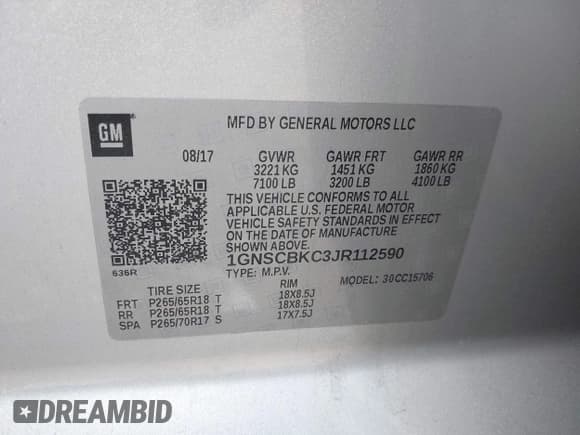 GM
MFD BY GENERAL MOTORS LLC
08/17 GVWR GAWR FRT GAWR RR
3221 KG 1451 KG 1860 KG
7100 LB 3200 LB 4100 LB
THIS VEHICLE CONFORMS TO ALL
APPLICABLE U.S. FEDERAL MOTOR
VEHICLE SAFETY STANDARDS IN EFFECT
ON THE DATE OF MANUFACTURE
SHOWN ABOVE.
1GNSCBKC3JR112590
636R
TYPE: M.P.V. MODEL: 30CC15706
TIRE SIZE RIM
FRT P265/65R18 T 18X8.5J
RR P265/65R18 T 18X8.5J
SPA P265/70R17 S 17X7.5J
DREAMBID